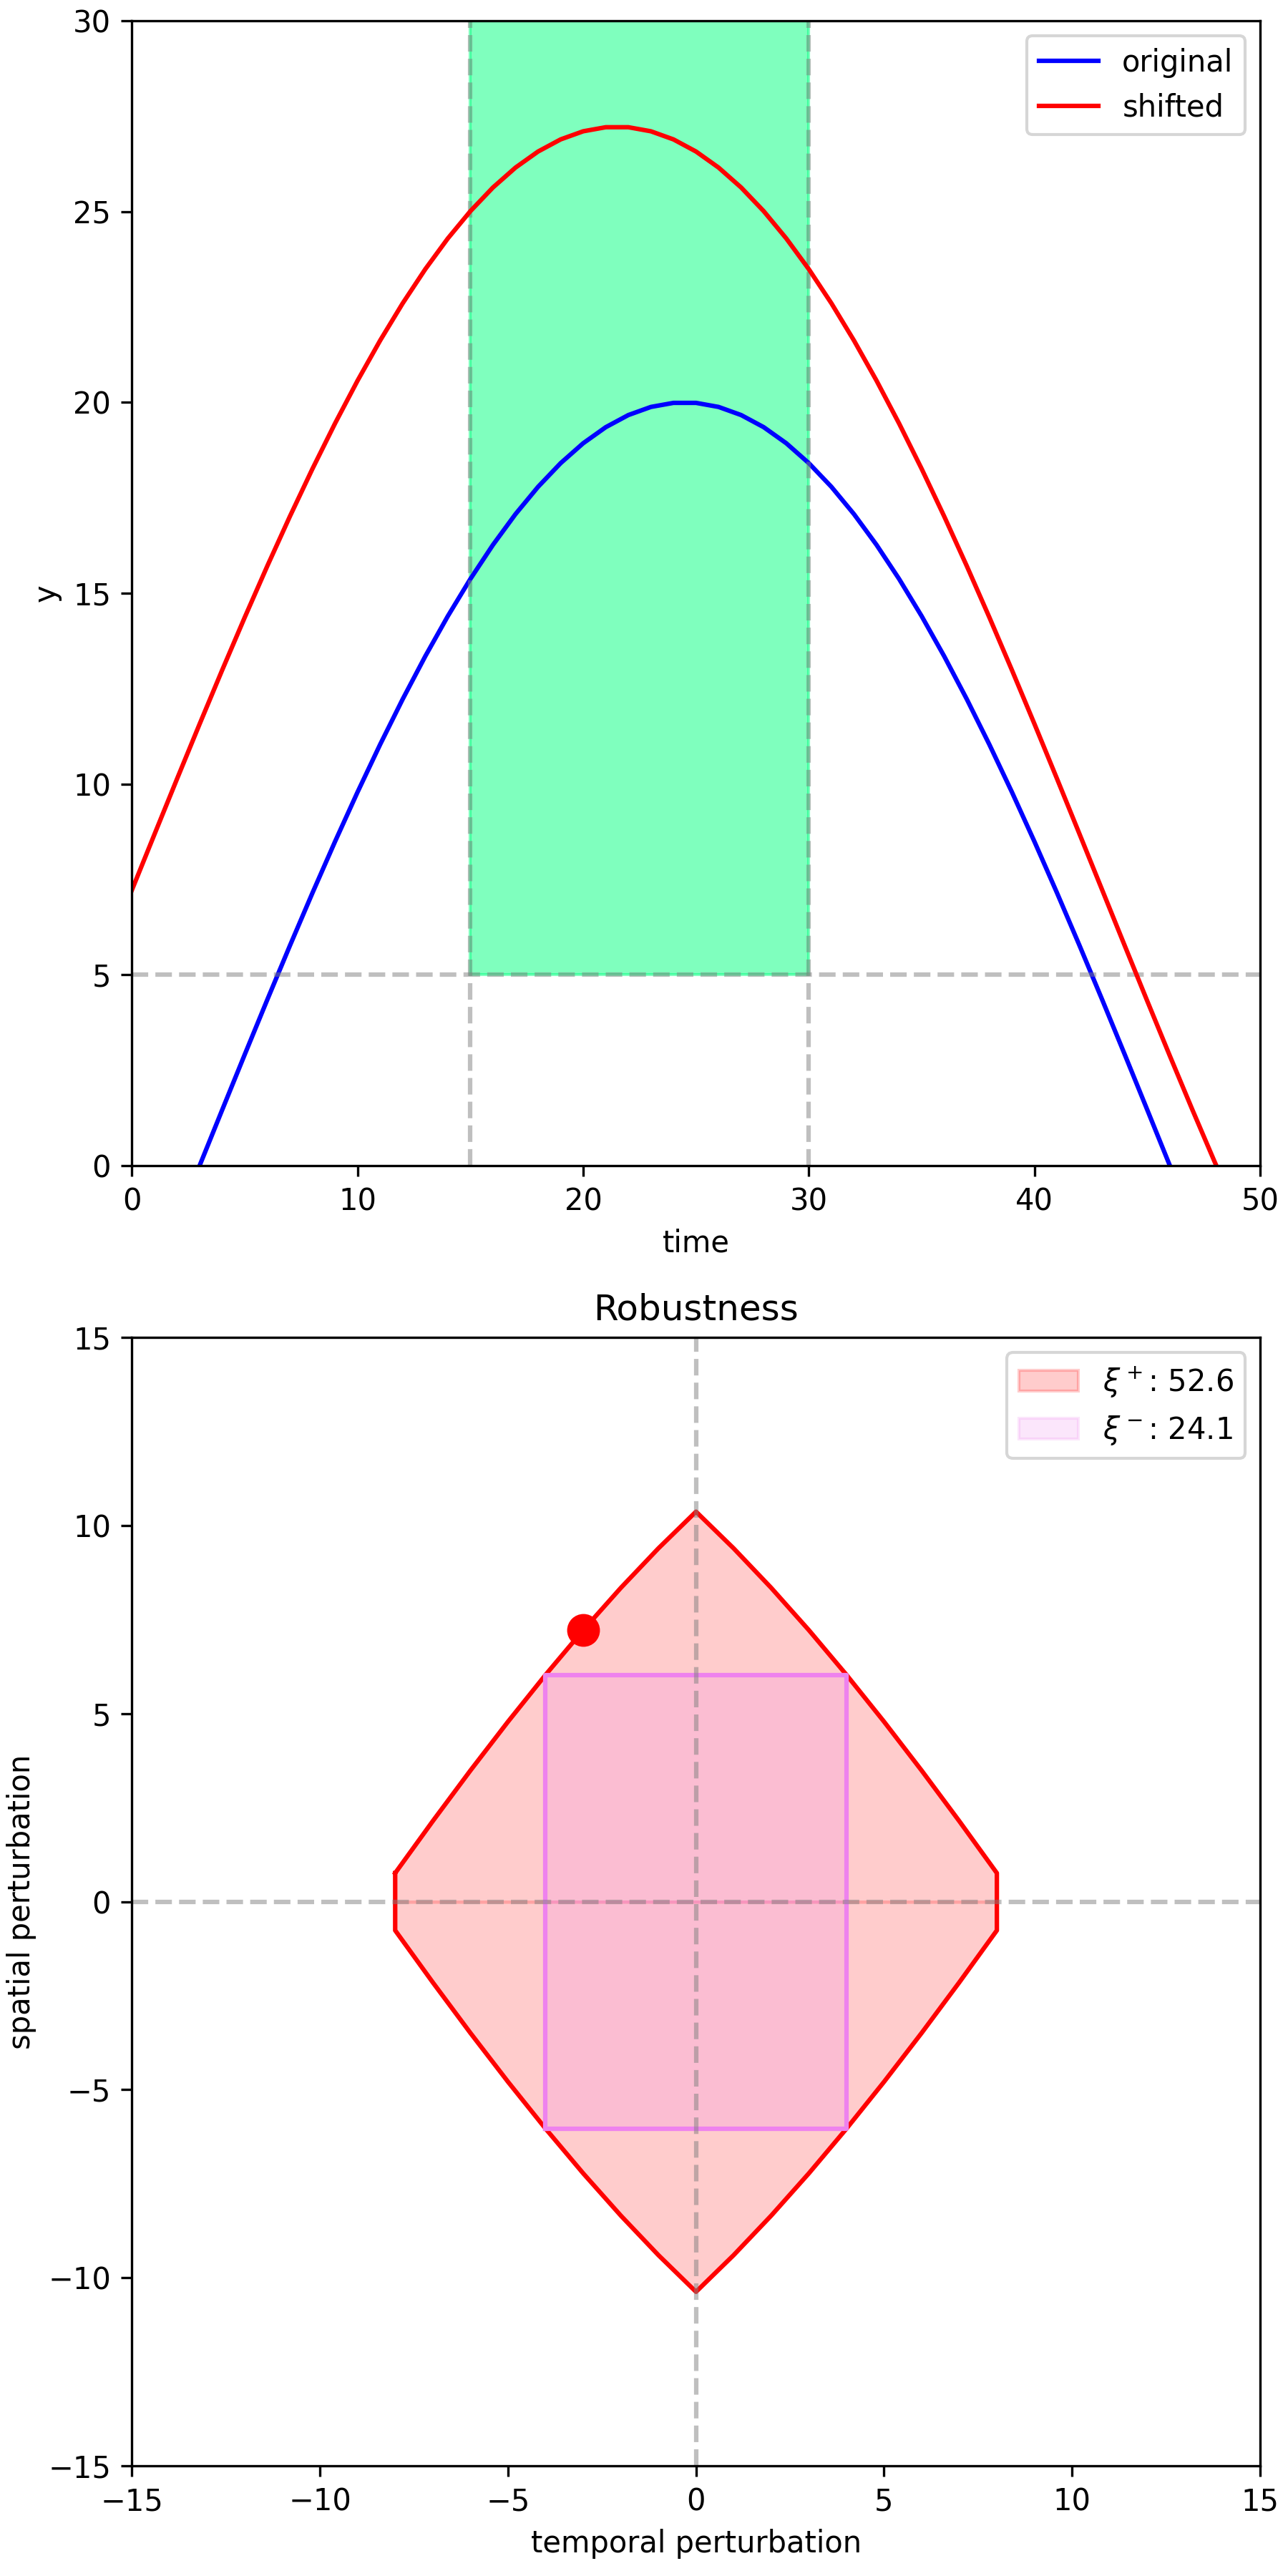 30
25
20
15
10
5
0
y
0 10 20 30 40 50
time
original
shifted
Robustness
15
10
5
0
−5
−10
−15
spatial perturbation
−15 −10 −5 0 5 10 15
temporal perturbation
ξ⁺: 52.6
ξ⁻: 24.1